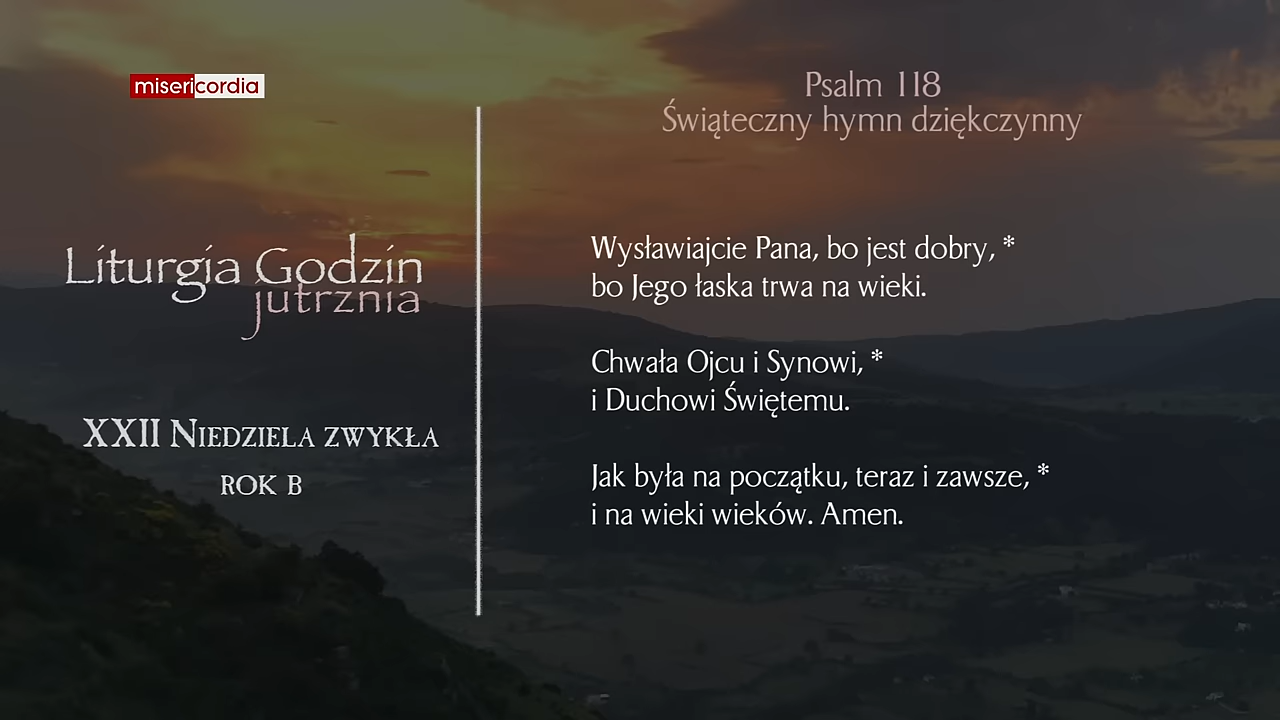 misericordia
Liturgia Godzin
jutrznia
XXII Niedziela zwykła
rok B
Psalm 118
Świąteczny hymn dziękczynny
Wysławiajcie Pana, bo jest dobry, *
bo Jego łaska trwa na wieki.
Chwała Ojcu i Synowi, *
i Duchowi Świętemu.
Jak była na początku, teraz i zawsze, *
i na wieki wieków. Amen.